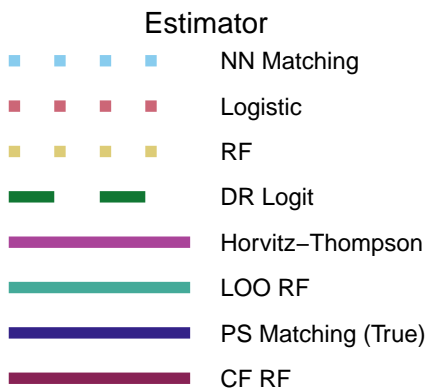 Estimator
NN Matching
Logistic
RF
DR Logit
Horvitz−Thompson
LOO RF
PS Matching (True)
CF RF